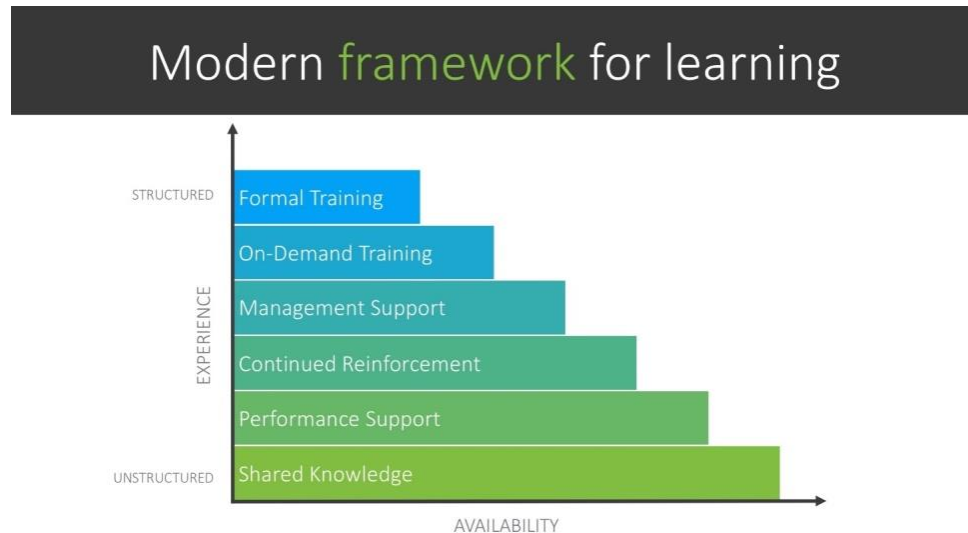 Modern framework for learning
STRUCTURED
Formal Training
On-Demand Training
Management Support
EXPERIENCE
Continued Reinforcement
Performance Support
UNSTRUCTURED
Shared Knowledge
AVAILABILITY